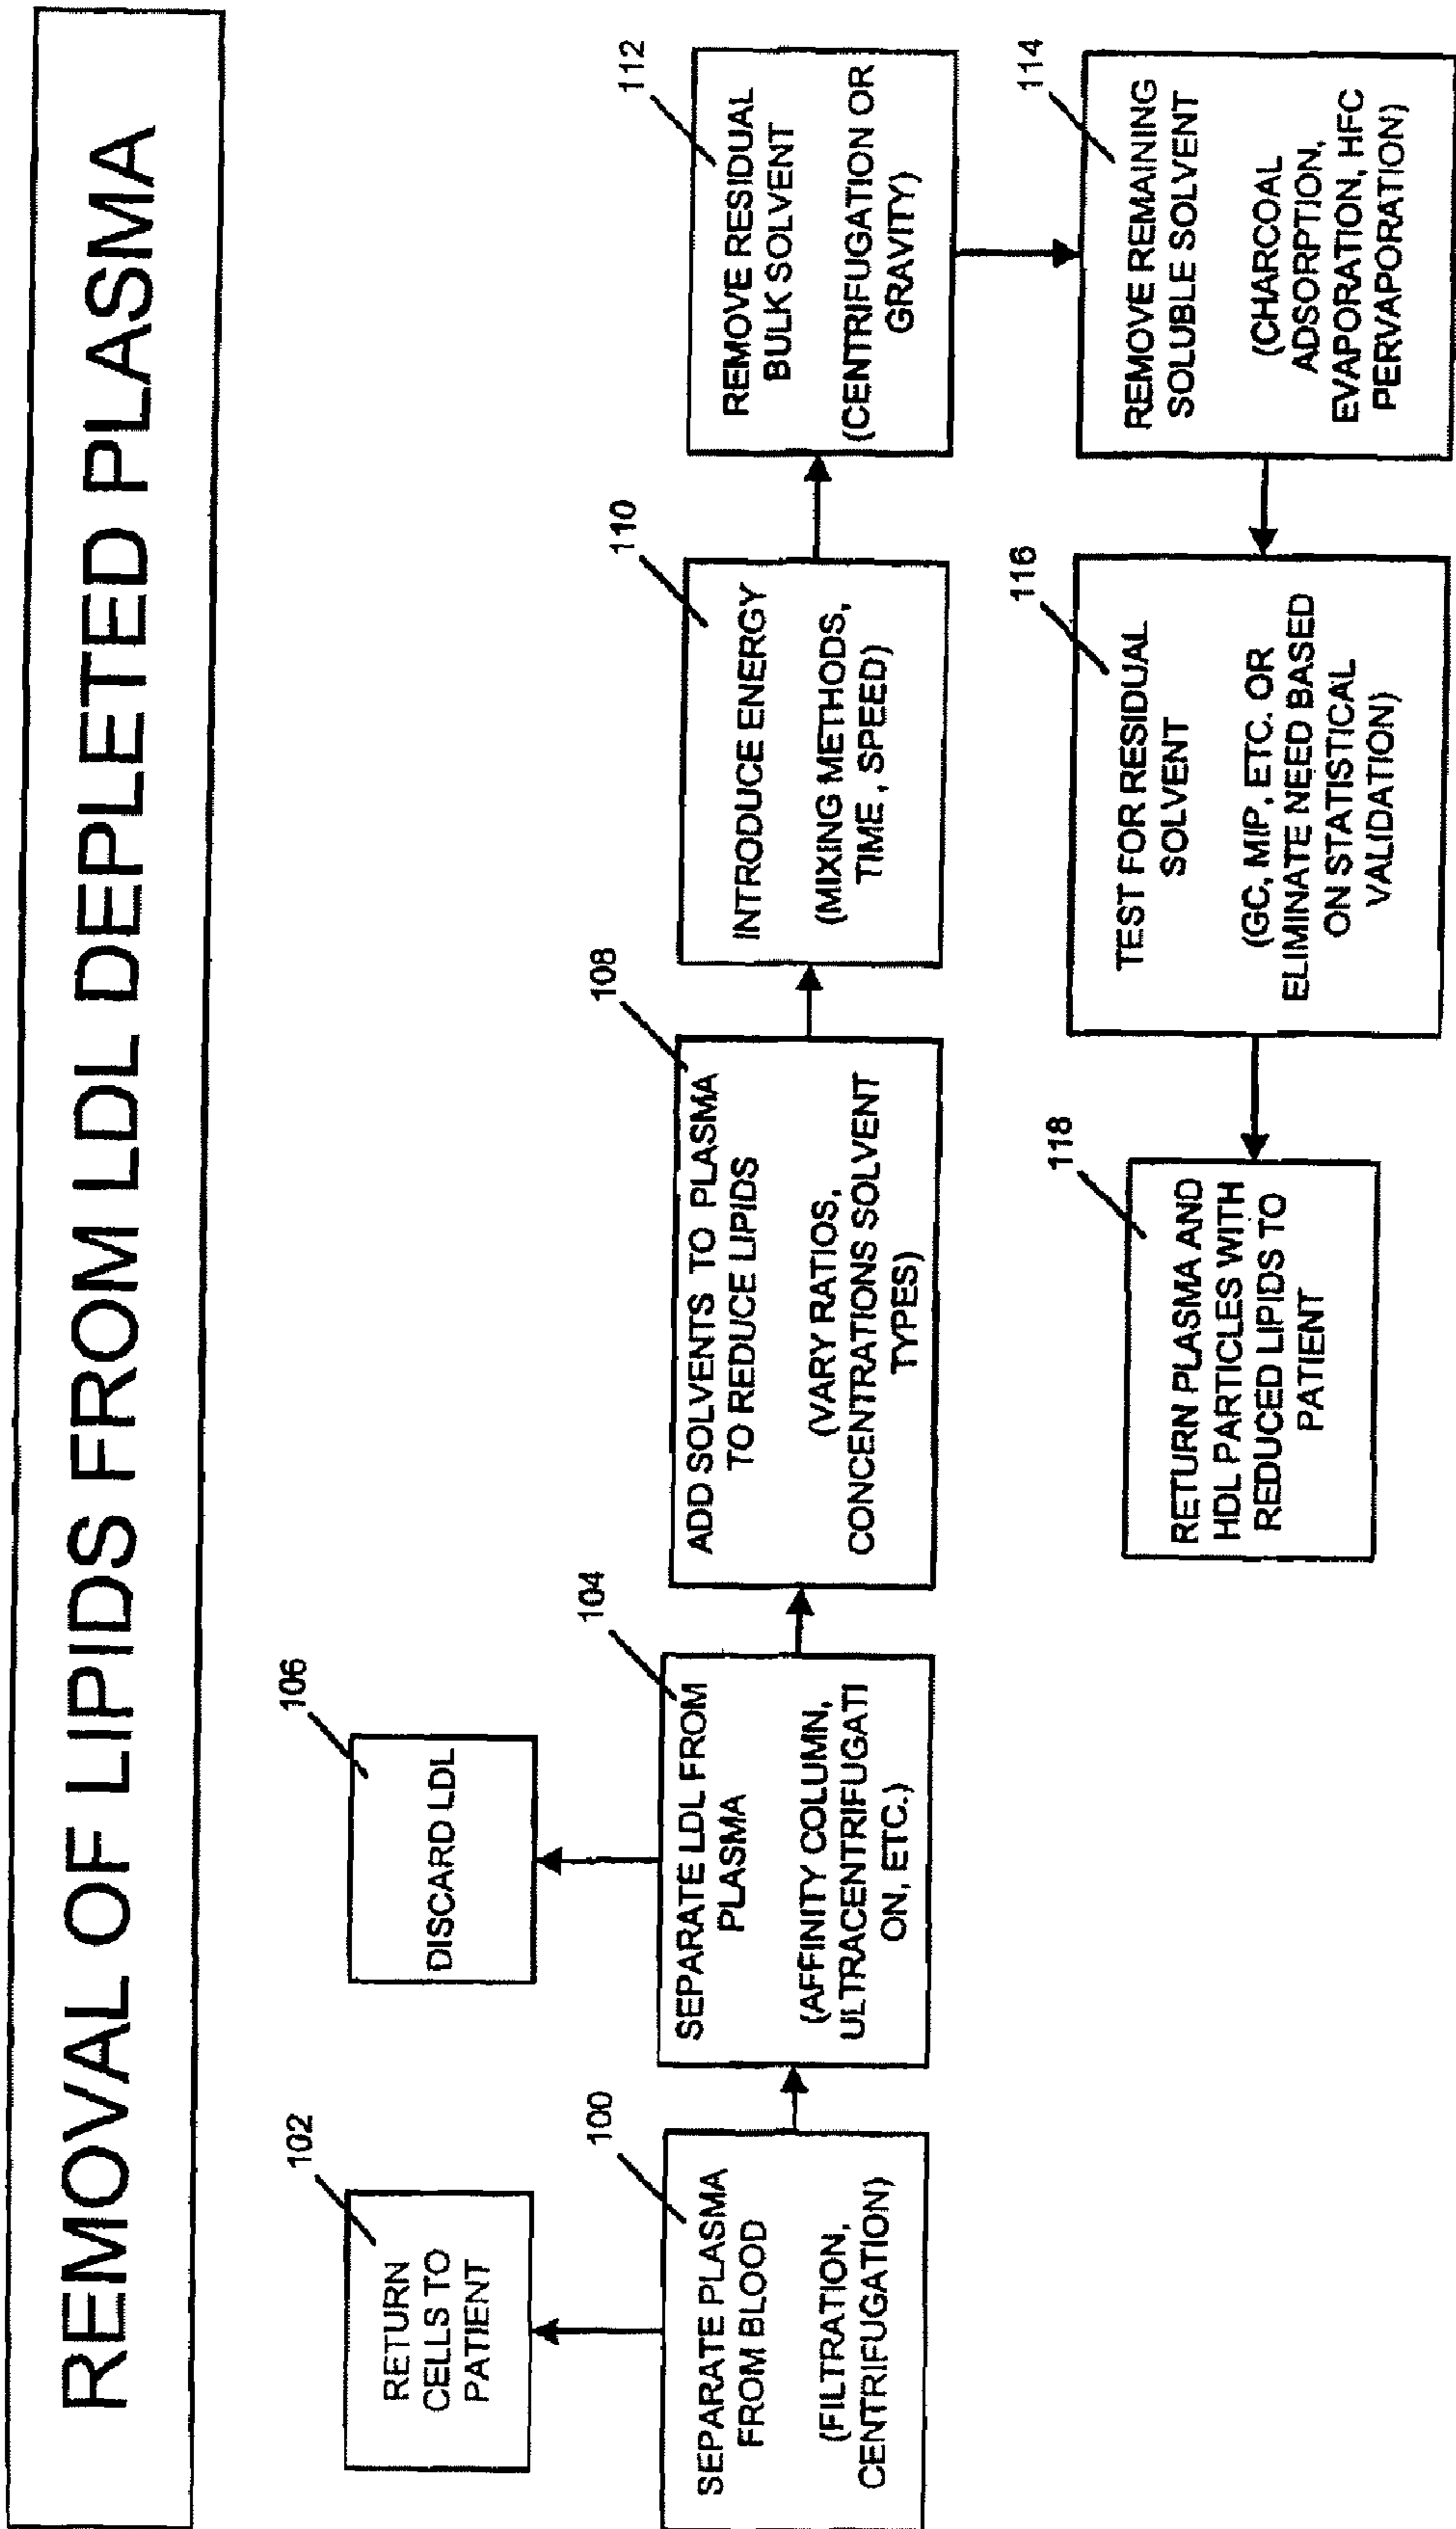 REMOVAL OF LIPIDS FROM LDL DEPLETED PLASMA
102
RETURN
CELLS TO
PATIENT
106
DISCARD LDL
100
SEPARATE PLASMA
FROM BLOOD
(FILTRATION,
CENTRIFUGATION)
104
SEPARATE LDL FROM
PLASMA
(AFFINITY COLUMN,
ULTRACENTRIFUGATI
ON, ETC.)
108
ADD SOLVENTS TO PLASMA
TO REDUCE LIPIDS
(VARY RATIOS,
CONCENTRATIONS SOLVENT
TYPES)
110
INTRODUCE ENERGY
(MIXING METHODS,
TIME , SPEED)
112
REMOVE RESIDUAL
BULK SOLVENT
(CENTRIFUGATION OR
GRAVITY)
114
REMOVE REMAINING
SOLUBLE SOLVENT
(CHARCOAL
ADSORPTION,
EVAPORATION, HFC
PERVAPORATION)
116
TEST FOR RESIDUAL
SOLVENT
(GC, MIP, ETC. OR
ELIMINATE NEED BASED
ON STATISTICAL
VALIDATION)
118
RETURN PLASMA AND
HDL PARTICLES WITH
REDUCED LIPIDS TO
PATIENT